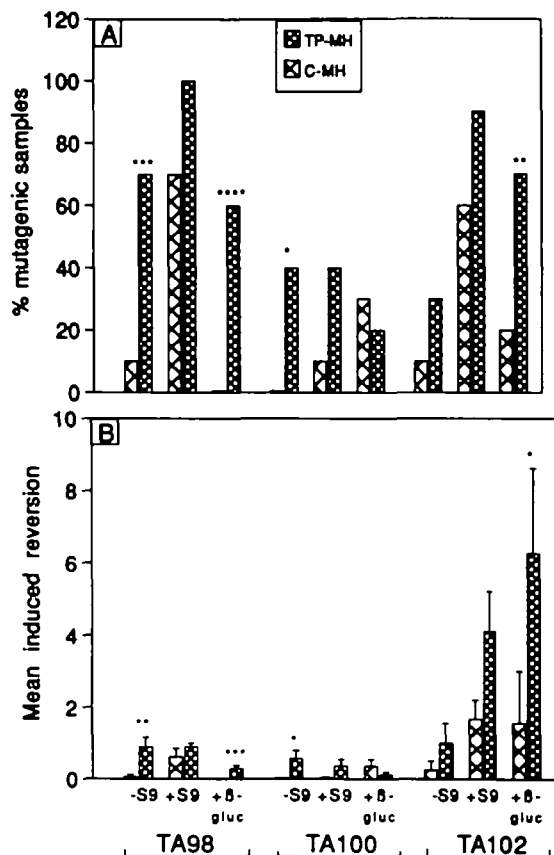 A
TP-MH
C-MH
120
100
80
60
40
20
0
% mutagenic samples
*** **** * **
B
10
8
6
4
2
0
Mean induced reversion
** *** * *
-S9 +S9 +ß-gluc -S9 +S9 +ß-gluc -S9 +S9 +ß-gluc
TA98 TA100 TA102